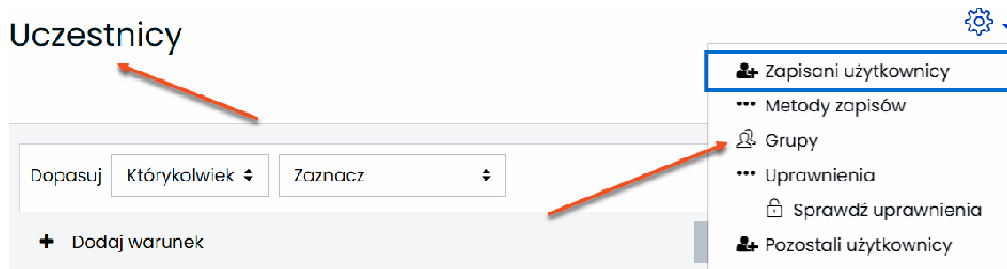 Uczestnicy
Dopasuj Którykolwiek Zaznacz
Dodaj warunek
Zapisani użytkownicy
Metody zapisów
Grupy
Uprawnienia
Sprawdź uprawnienia
Pozostali użytkownicy